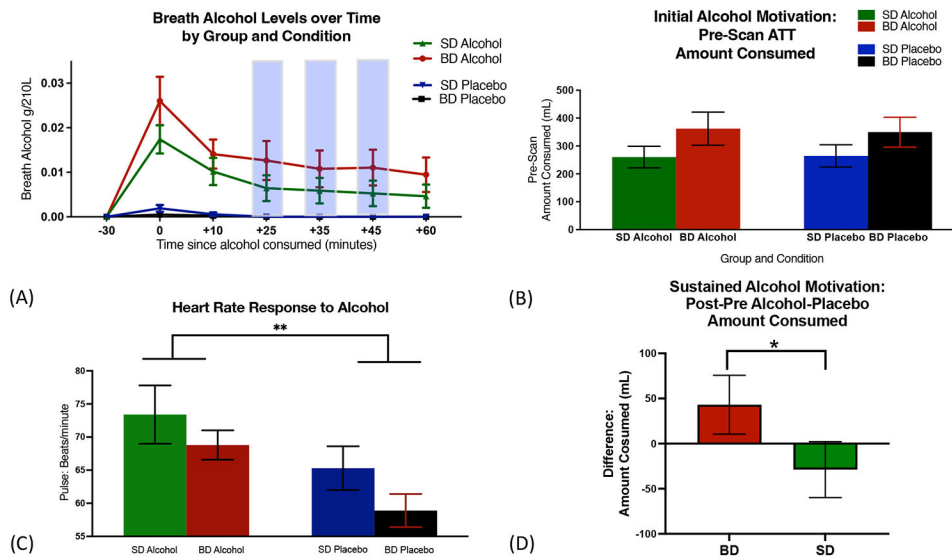 Breath Alcohol Levels over Time
by Group and Condition
SD Alcohol
BD Alcohol
SD Placebo
BD Placebo
Breath Alcohol g/210L
0.03
0.02
0.01
0.00
-30
0
+10
+25
+35
+45
+60
Time since alcohol consumed (minutes)
(A)
Initial Alcohol Motivation:
Pre-Scan ATT
Amount Consumed
SD Alcohol
BD Alcohol
SD Placebo
BD Placebo
Pre-Scan
Amount Consumed (mL)
500
400
300
200
100
0
SD Alcohol
BD Alcohol
SD Placebo
BD Placebo
Group and Condition
(B)
Heart Rate Response to Alcohol
**
Pulse: Beats/minute
80
75
70
65
60
55
SD Alcohol
BD Alcohol
SD Placebo
BD Placebo
(C)
Sustained Alcohol Motivation:
Post-Pre Alcohol-Placebo
Amount Consumed
*
Difference:
Amount Cosumed (mL)
100
50
0
-50
-100
BD
SD
(D)